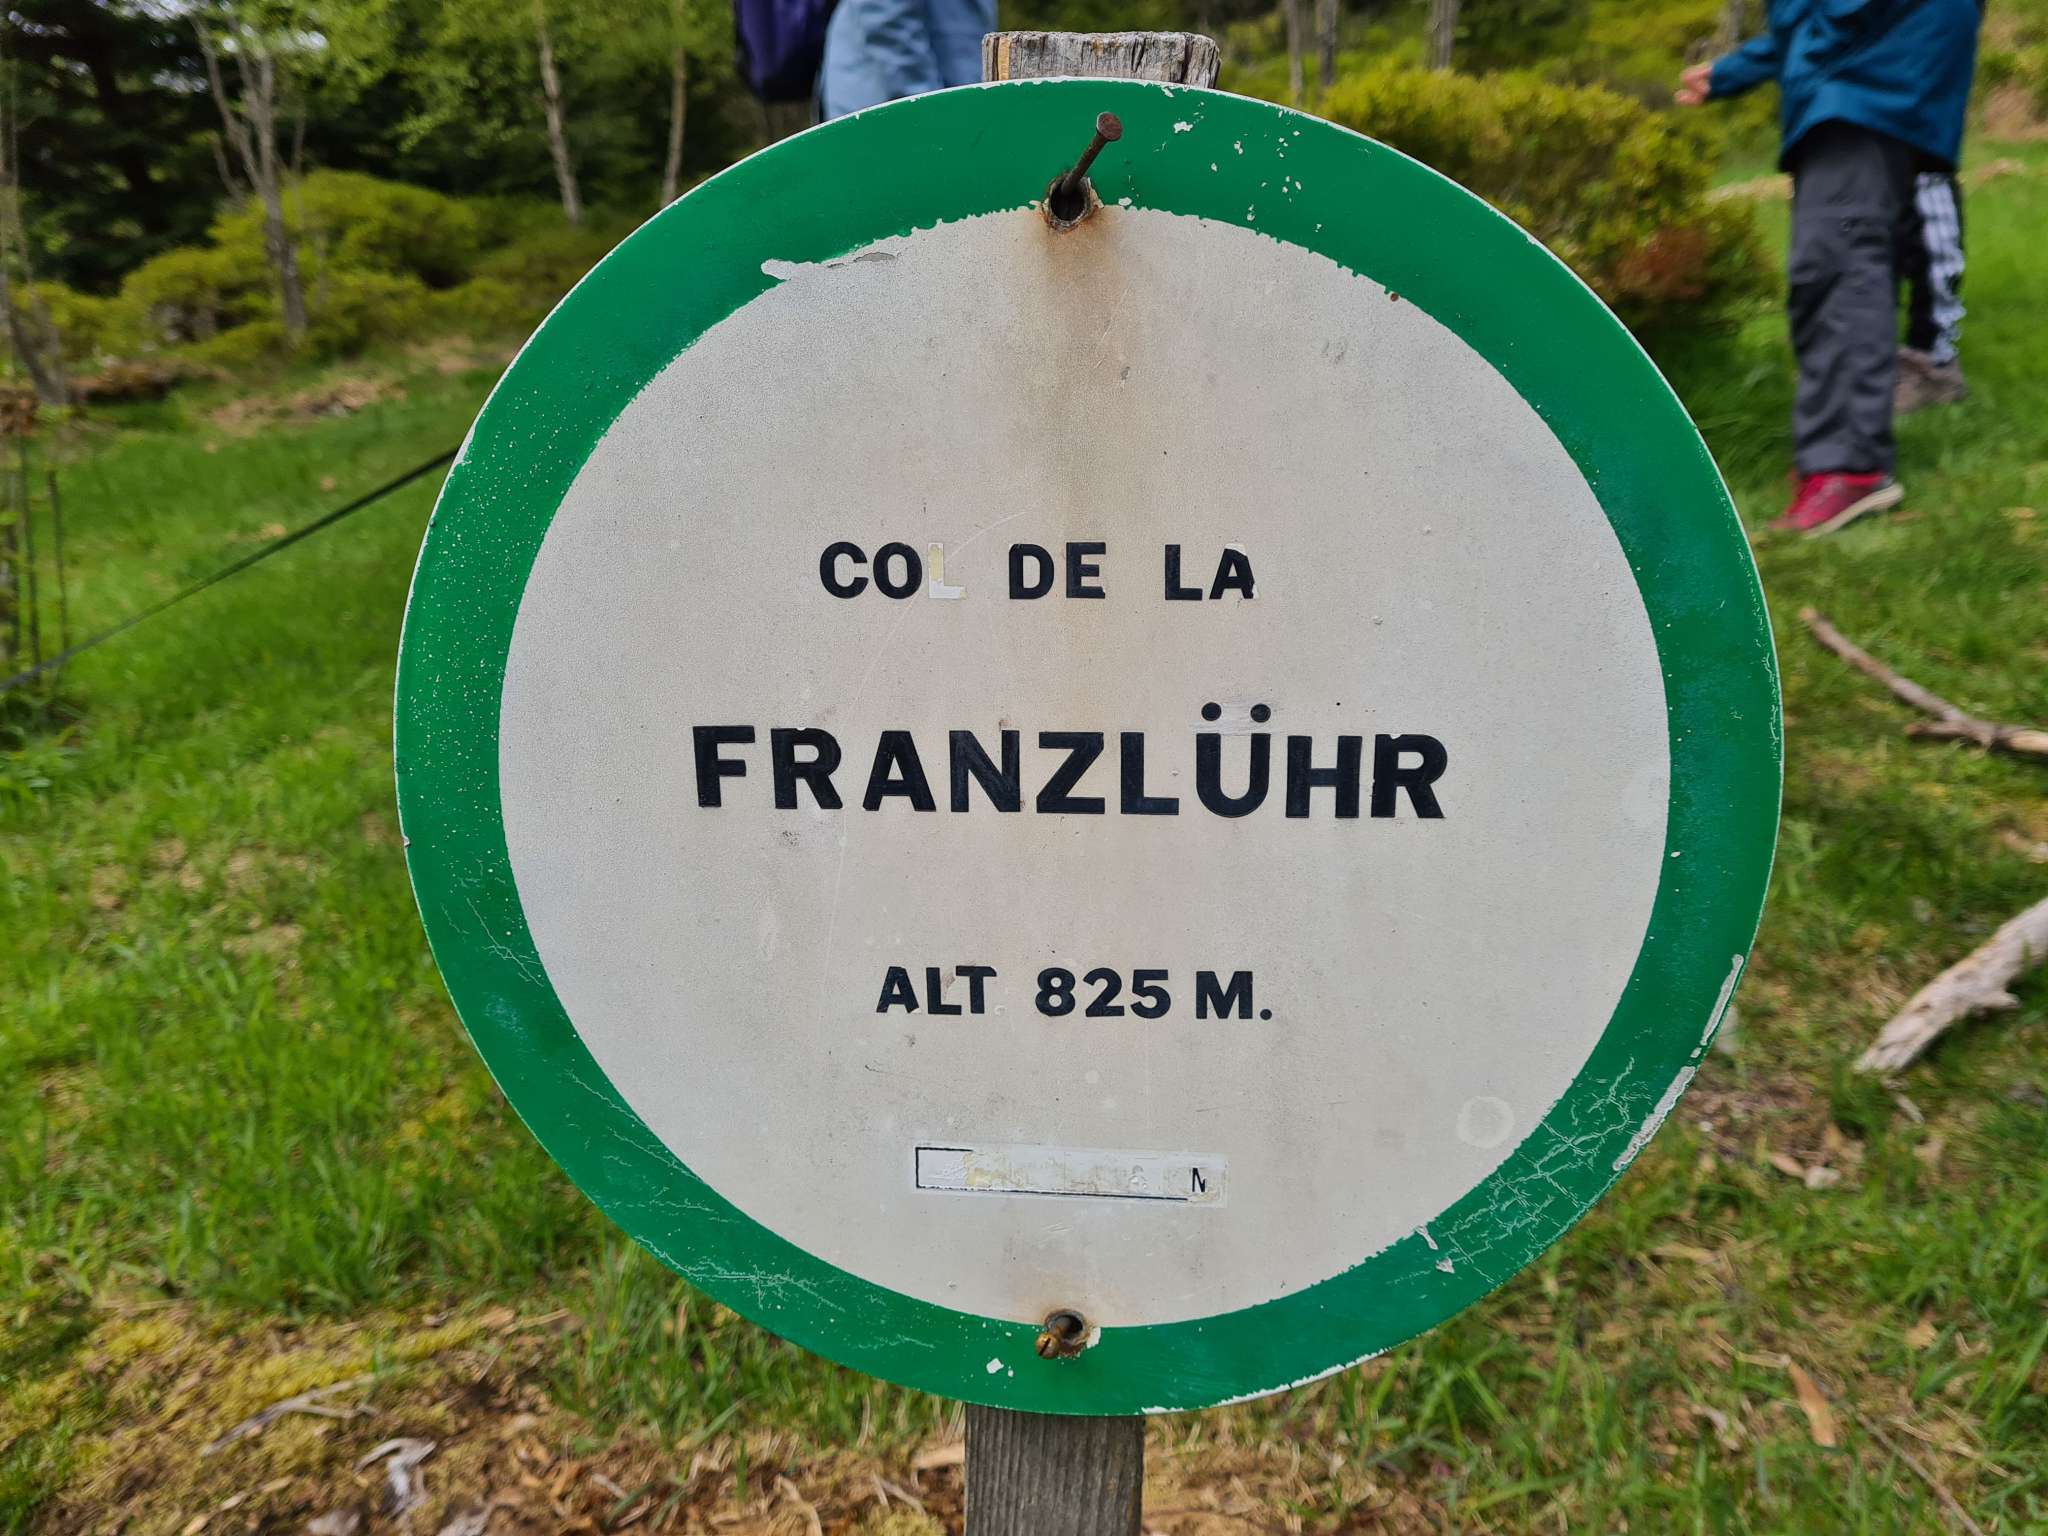 COL DE LA
FRANZLÜHR
ALT 825 M.